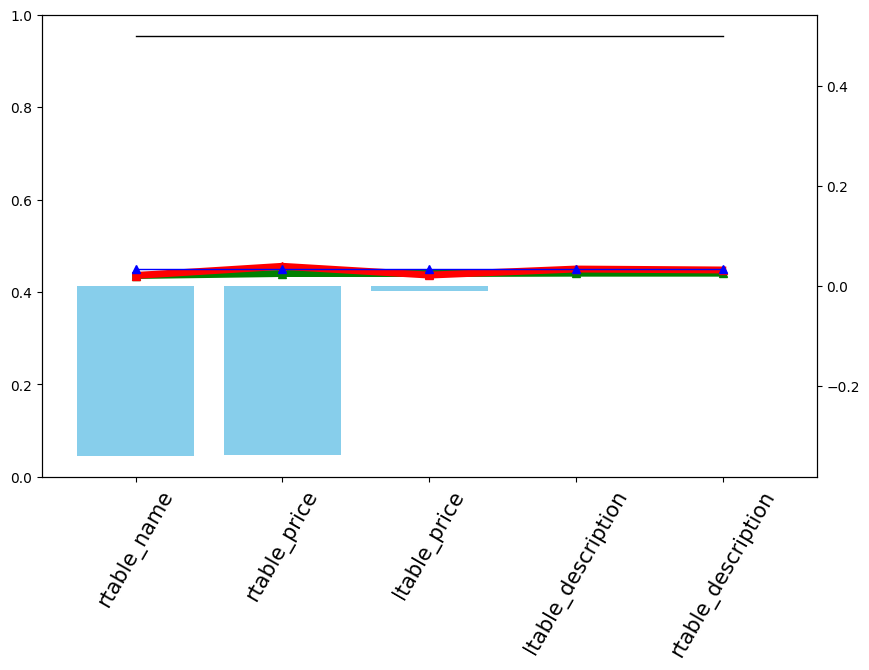 1.0
0.8
0.6
0.4
0.2
0.0
0.4
0.2
0.0
−0.2
rtable_name
rtable_price
ltable_price
ltable_description
rtable_description